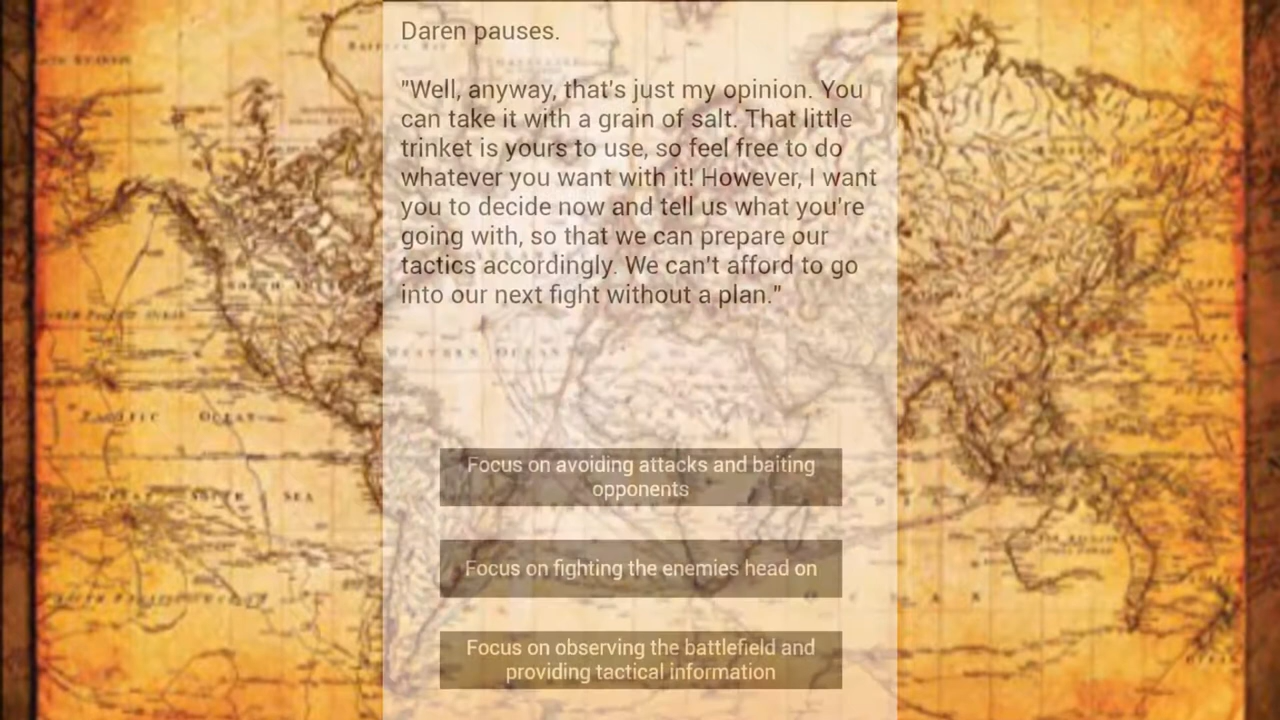 Daren pauses.
"Well, anyway, that's just my opinion. You
can take it with a grain of salt. That little
trinket is yours to use, so feel free to do
whatever you want with it! However, I want
you to decide now and tell us what you're
going with, so that we can prepare our
tactics accordingly. We can't afford to go
into our next fight without a plan."
Focus on avoiding attacks and baiting
opponents
Focus on fighting the enemies head on
Focus on observing the battlefield and
providing tactical information